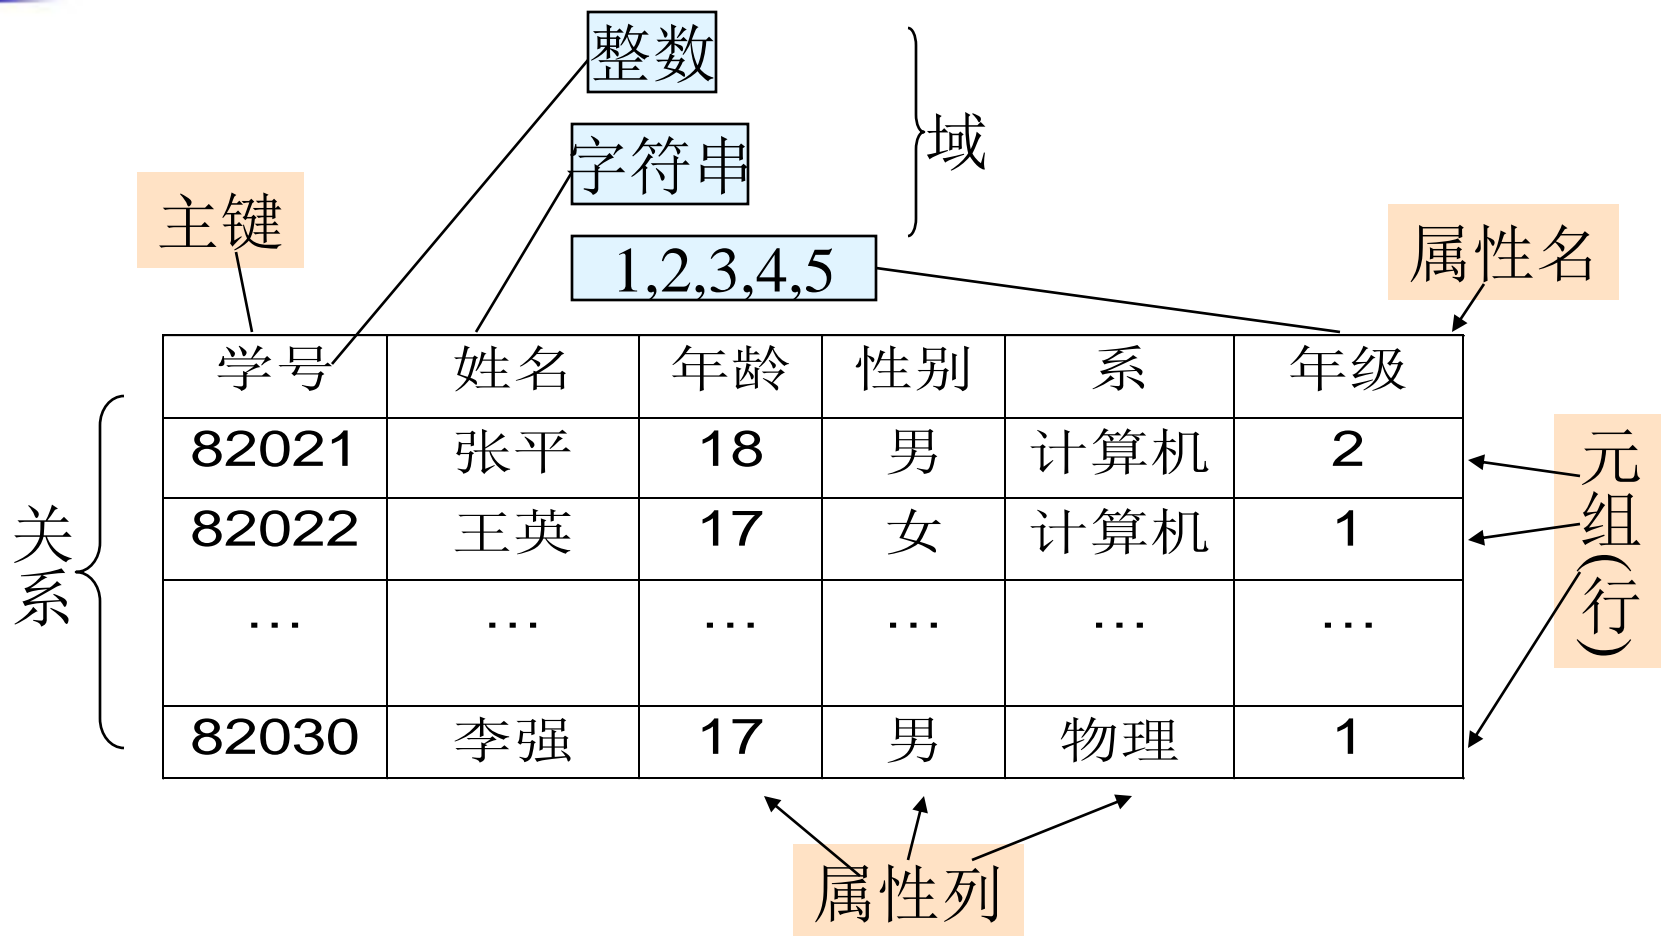 整数
字符串
域
主键
1,2,3,4,5
属性名
学号 姓名 年龄 性别 系 年级
82021 张平 18 男 计算机 2
82022 王英 17 女 计算机 1
… … … … … …
82030 李强 17 男 物理 1
关系
元组(行)
属性列